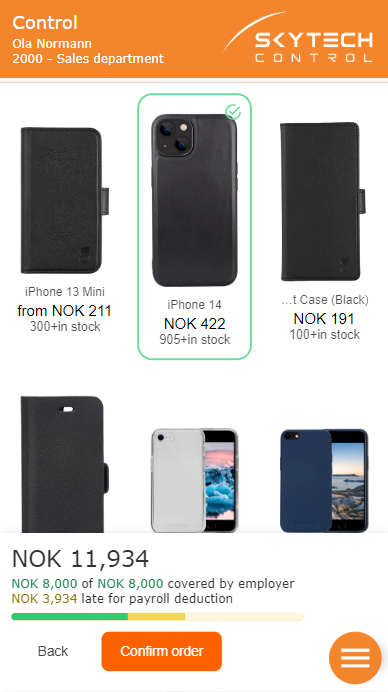 Control
Ola Normann
2000 - Sales department
SKYTECH
CONTROL
iPhone 13 Mini
from NOK 211
300+in stock
iPhone 14
NOK 422
905+in stock
...t Case (Black)
NOK 191
100+in stock
NOK 11,934
NOK 8,000 of NOK 8,000 covered by employer
NOK 3,934 late for payroll deduction
Back
Confirm order